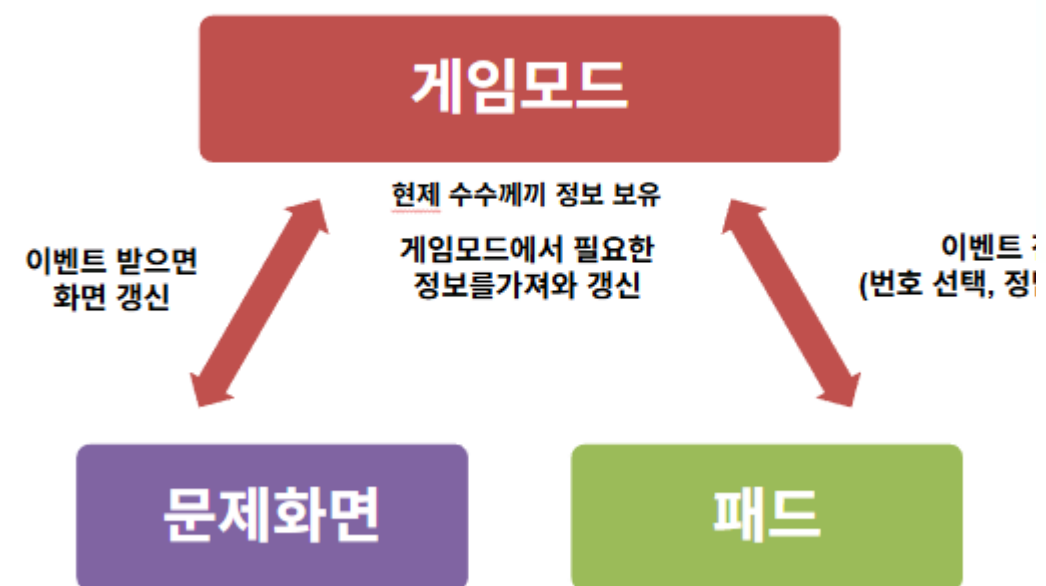 게임모드
현제 수수께끼 정보 보유
이벤트 받으면
화면 갱신
게임모드에서 필요한
정보를가져와 갱신
이벤트
(번호 선택,
문제화면
패드